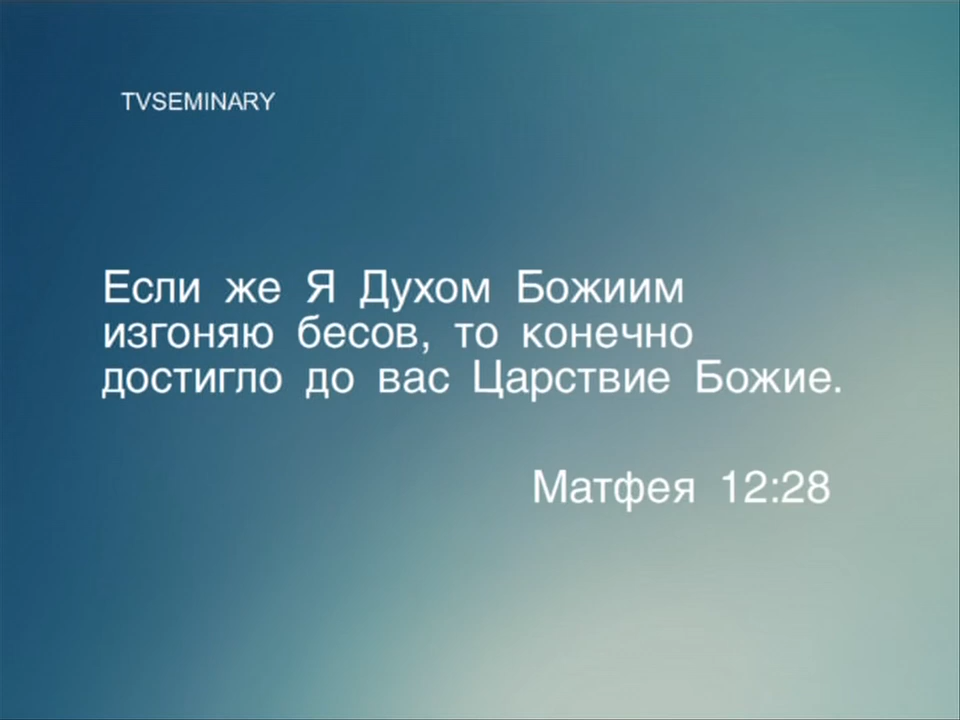 TVSEMINARY
Если же Я Духом Божиим
изгоняю бесов, то конечно
достигло до вас Царствие Божие.
Матфея 12:28